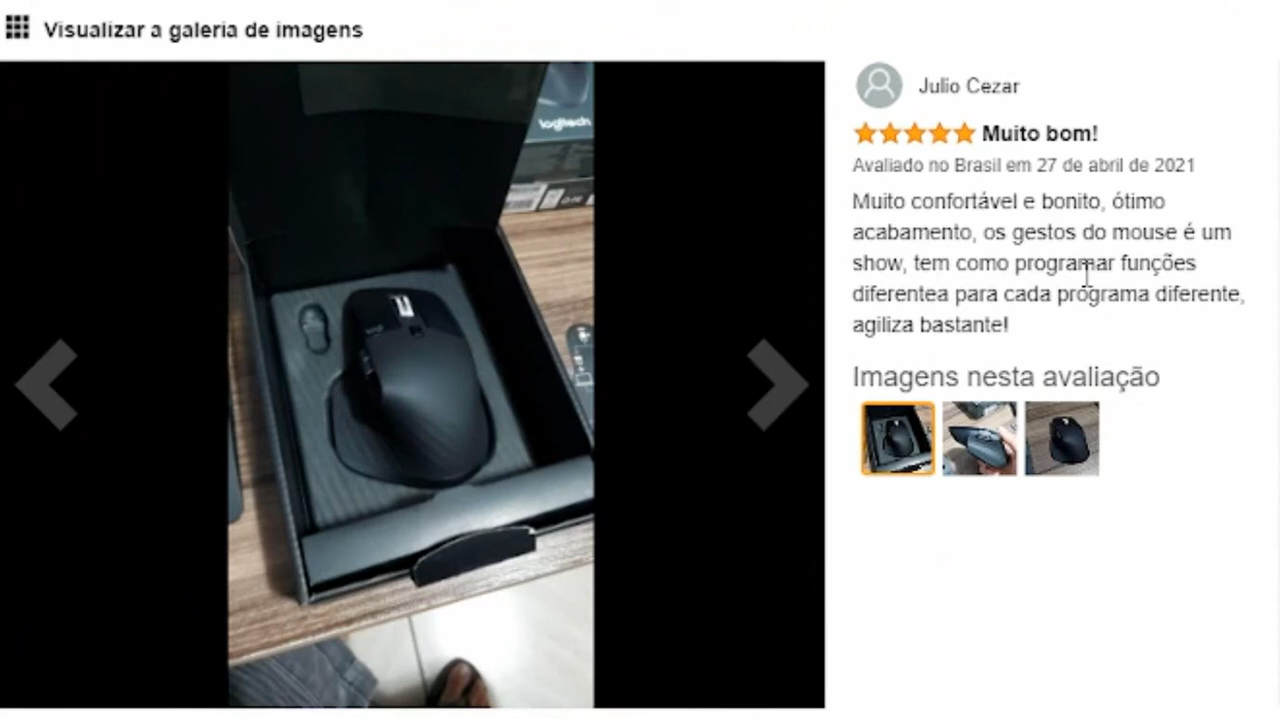 Visualizar a galeria de imagens
logitech
Julio Cezar
Muito bom!
Avaliado no Brasil em 27 de abril de 2021
Muito confortável e bonito, ótimo
acabamento, os gestos do mouse é um
show, tem como programar funções
diferentea para cada programa diferente,
agiliza bastante!
Imagens nesta avaliação